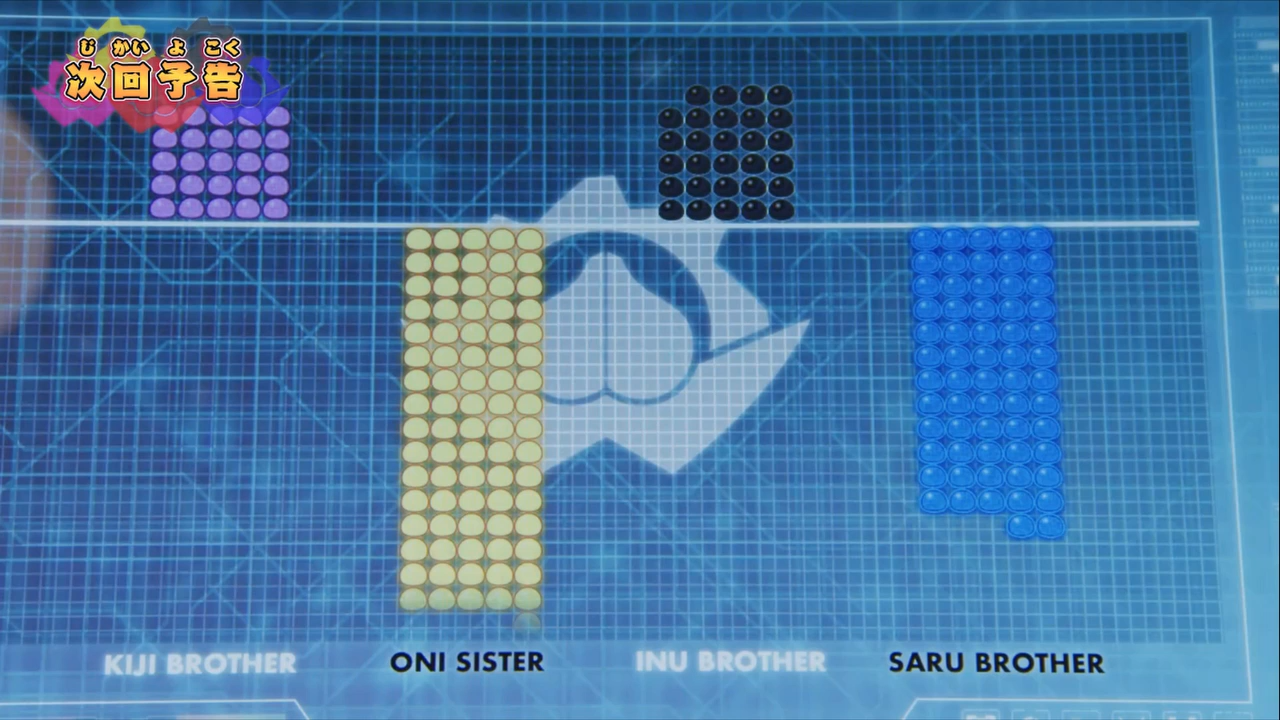 じかいよこく
次回予告
KIJI BROTHER
ONI SISTER
INU BROTHER
SARU BROTHER